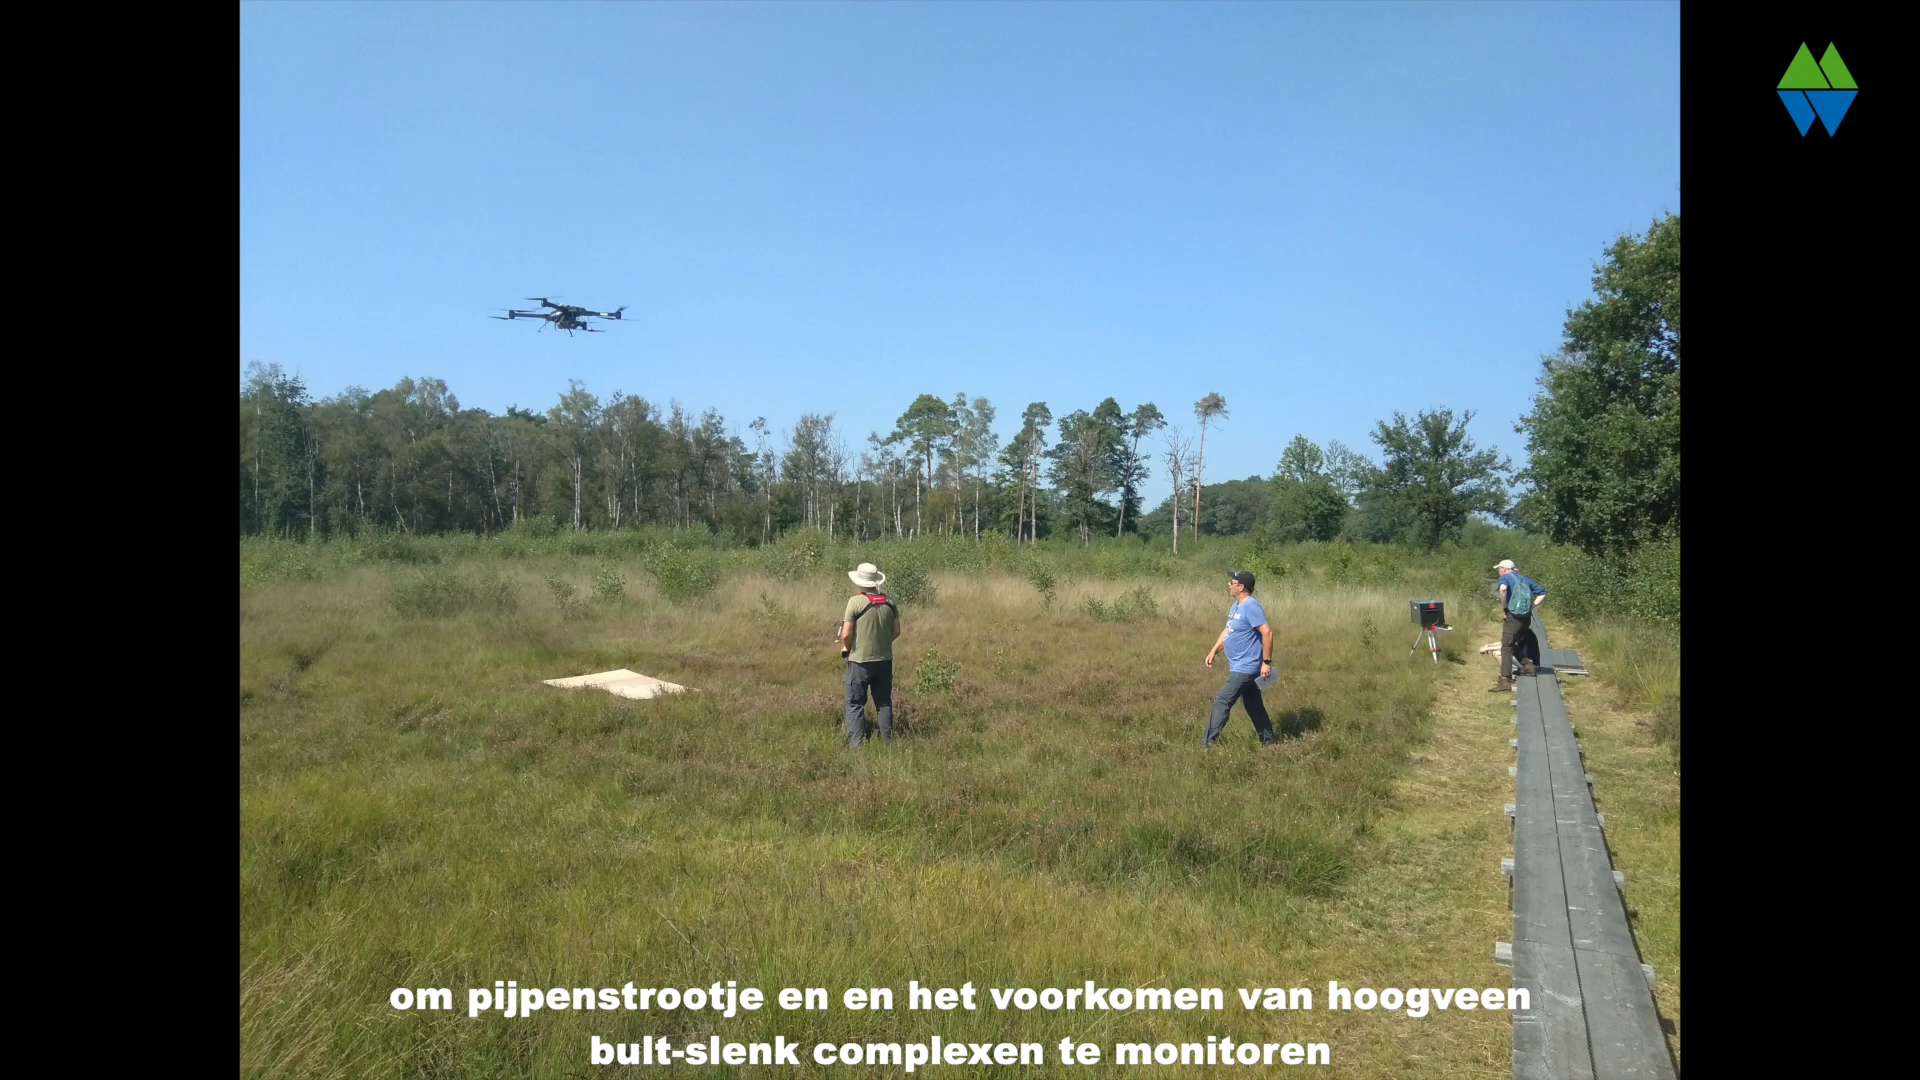 om pijpenstrootje en en het voorkomen van hoogveen
bult-slenk complexen te monitoren